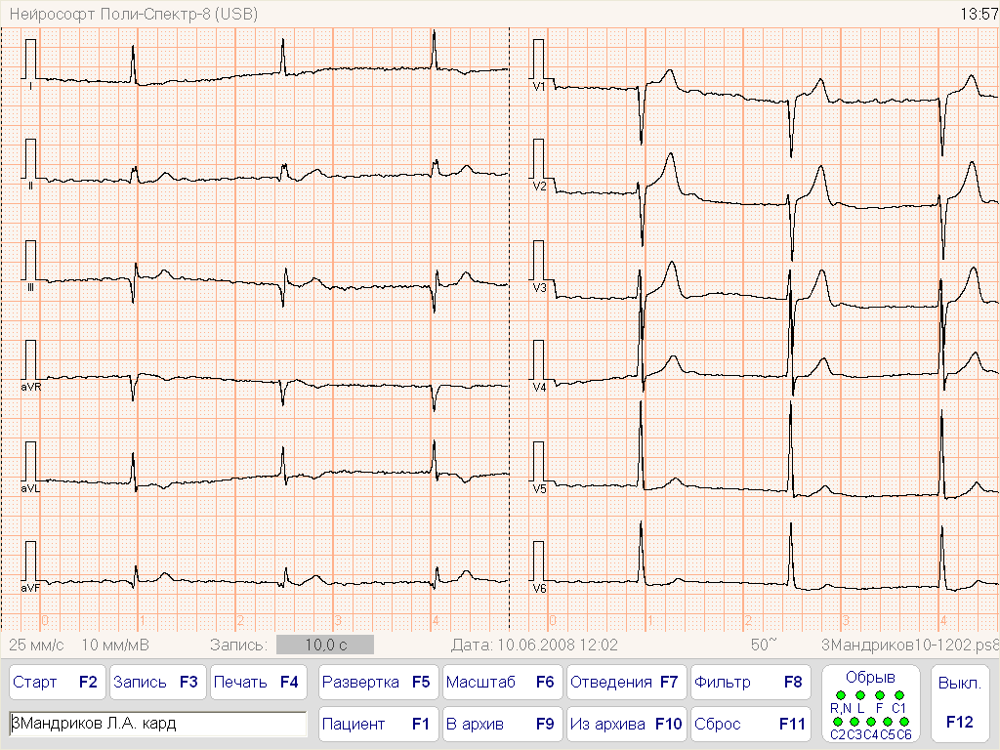 Нейрософт Поли-Спектр-8 (USB) 13:57
I V1
II V2
III V3
aVR V4
aVL V5
aVF V6
0 1 2 3 4 0 1 2 3 4
25 мм/с 10 мм/мВ Запись: 10,0 с Дата: 10.06.2008 12:02 50~ 3Мандриков10-1202.ps8
Старт F2 Запись F3 Печать F4 Развертка F5 Масштаб F6 Отведения F7 Фильтр F8 Обрыв Выкл.
R,N L F C1
3Мандриков Л.А. кард Пациент F1 В архив F9 Из архива F10 Сброс F11 F12
C2 C3 C4 C5 C6